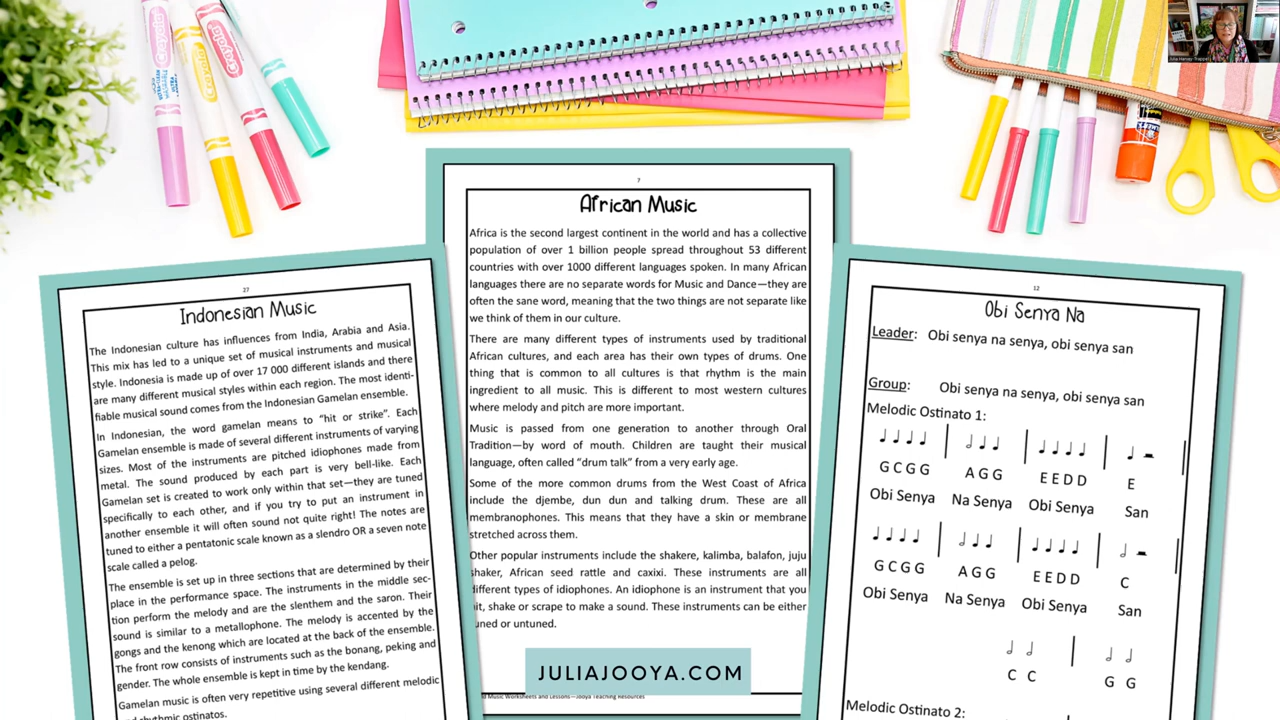 Crayola
Crayola
Crayola
Julia Harvey-Trappel
27
Indonesian Music
The Indonesian culture has influences from India, Arabia and Asia.
This mix has led to a unique set of musical instruments and musical
style. Indonesia is made up of over 17 000 different islands and there
are many different musical styles within each region. The most identi-
fiable musical sound comes from the Indonesian Gamelan ensemble.
In Indonesian, the word gamelan means to “hit or strike”. Each
Gamelan ensemble is made of several different instruments of varying
sizes. Most of the instruments are pitched idiophones made from
metal. The sound produced by each part is very bell-like. Each
Gamelan set is created to work only within that set—they are tuned
specifically to each other, and if you try to put an instrument in
another ensemble it will often sound not quite right! The notes are
tuned to either a pentatonic scale known as a slendro OR a seven note
scale called a pelog.
The ensemble is set up in three sections that are determined by their
place in the performance space. The instruments in the middle sec-
tion perform the melody and are the slenthem and the saron. Their
sound is similar to a metallophone. The melody is accented by the
gongs and the kenong which are located at the back of the ensemble.
The front row consists of instruments such as the bonang, peking and
gender. The whole ensemble is kept in time by the kendang.
Gamelan music is often very repetitive using several different melodic
and rhythmic ostinatos.
7
African Music
Africa is the second largest continent in the world and has a collective
population of over 1 billion people spread throughout 53 different
countries with over 1000 different languages spoken. In many African
languages there are no separate words for Music and Dance—they are
often the sane word, meaning that the two things are not separate like
we think of them in our culture.
There are many different types of instruments used by traditional
African cultures, and each area has their own types of drums. One
thing that is common to all cultures is that rhythm is the main
ingredient to all music. This is different to most western cultures
where melody and pitch are more important.
Music is passed from one generation to another through Oral
Tradition—by word of mouth. Children are taught their musical
language, often called “drum talk” from a very early age.
Some of the more common drums from the West Coast of Africa
include the djembe, dun dun and talking drum. These are all
membranophones. This means that they have a skin or membrane
stretched across them.
Other popular instruments include the shakere, kalimba, balafon, juju
shaker, African seed rattle and caxixi. These instruments are all
different types of idiophones. An idiophone is an instrument that you
hit, shake or scrape to make a sound. These instruments can be either
tuned or untuned.
Music Worksheets and Lessons—Jooya Teaching Resources
JULIAJOOYA.COM
12
Obi Senya Na
Leader: Obi senya na senya, obi senya san
Group: Obi senya na senya, obi senya san
Melodic Ostinato 1:
G C G G A G G E E D D E
Obi Senya Na Senya Obi Senya San
G C G G A G G E E D D C
Obi Senya Na Senya Obi Senya San
C C G G
Melodic Ostinato 2: